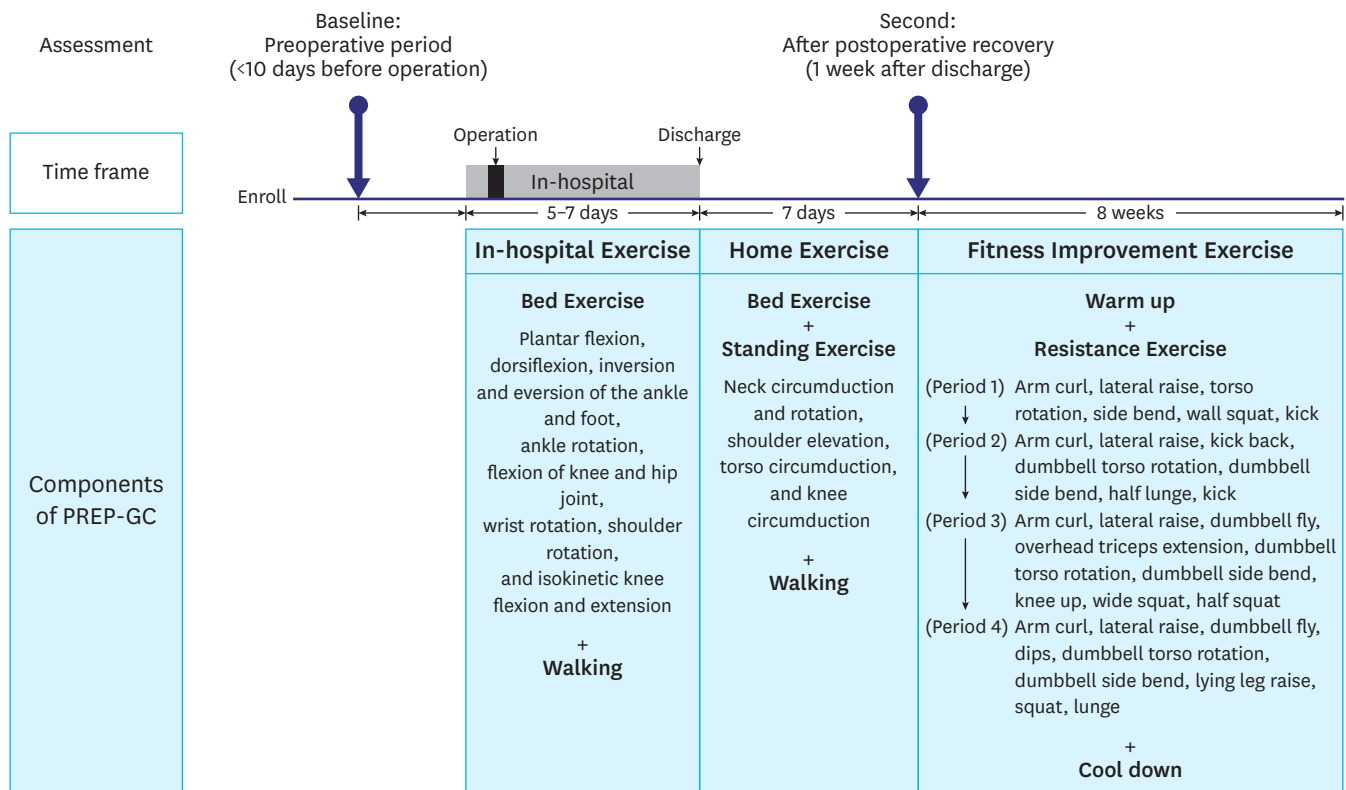 Assessment
Baseline:
Preoperative period
(<10 days before operation)
Second:
After postoperative recovery
(1 week after discharge)
Time frame
Enroll
Operation
Discharge
In-hospital
5–7 days
7 days
8 weeks
Components
of PREP-GC
In-hospital Exercise
Bed Exercise
Plantar flexion,
dorsiflexion, inversion
and eversion of the ankle
and foot,
ankle rotation,
flexion of knee and hip
joint,
wrist rotation, shoulder
rotation,
and isokinetic knee
flexion and extension
+
Walking
Home Exercise
Bed Exercise
+
Standing Exercise
Neck circumduction
and rotation,
shoulder elevation,
torso circumduction,
and knee
circumduction
+
Walking
Fitness Improvement Exercise
Warm up
+
Resistance Exercise
(Period 1) Arm curl, lateral raise, torso
rotation, side bend, wall squat, kick
(Period 2) Arm curl, lateral raise, kick back,
dumbbell torso rotation, dumbbell
side bend, half lunge, kick
(Period 3) Arm curl, lateral raise, dumbbell fly,
overhead triceps extension, dumbbell
torso rotation, dumbbell side bend,
knee up, wide squat, half squat
(Period 4) Arm curl, lateral raise, dumbbell fly,
dips, dumbbell torso rotation,
dumbbell side bend, lying leg raise,
squat, lunge
+
Cool down